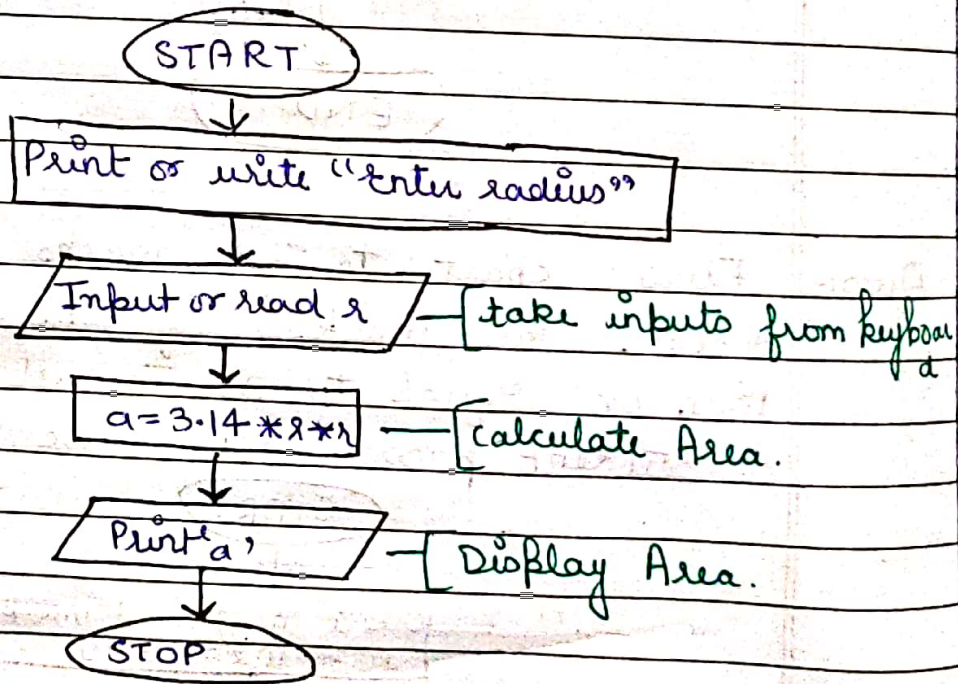 START
Print or write "Enter radius"
Input or read r
take inputs from keyboard
a=3.14*r*r
Calculate Area.
Print 'a'
Display Area.
STOP